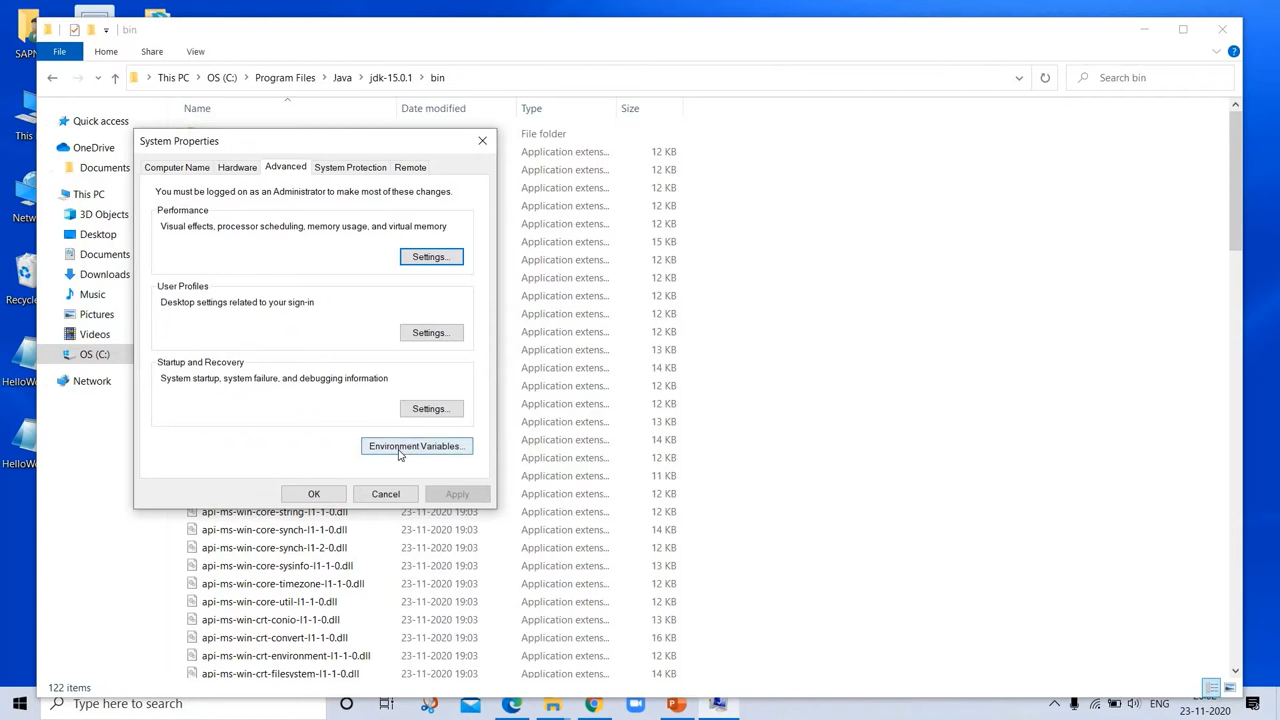 SAPN
bin
File Home Share View
This PC OS (C:) Program Files Java jdk-15.0.1 bin
Search bin
Name Date modified Type Size
Quick access
OneDrive
Documents
This PC
3D Objects
Desktop
Documents
Downloads
Music
Pictures
Videos
OS (C:)
Network
This
Netw
Recycle
HelloWo
HelloWo
System Properties
Computer Name Hardware Advanced System Protection Remote
You must be logged on as an Administrator to make most of these changes.
Performance
Visual effects, processor scheduling, memory usage, and virtual memory
Settings...
User Profiles
Desktop settings related to your sign-in
Settings...
Startup and Recovery
System startup, system failure, and debugging information
Settings...
Environment Variables...
OK Cancel Apply
File folder
Application extens... 12 KB
Application extens... 12 KB
Application extens... 12 KB
Application extens... 12 KB
Application extens... 12 KB
Application extens... 15 KB
Application extens... 12 KB
Application extens... 12 KB
Application extens... 12 KB
Application extens... 12 KB
Application extens... 12 KB
Application extens... 13 KB
Application extens... 14 KB
Application extens... 12 KB
Application extens... 12 KB
Application extens... 13 KB
Application extens... 14 KB
Application extens... 12 KB
Application extens... 11 KB
Application extens... 12 KB
api-ms-win-core-string-l1-1-0.dll 23-11-2020 19:03 Application extens... 12 KB
api-ms-win-core-synch-l1-1-0.dll 23-11-2020 19:03 Application extens... 14 KB
api-ms-win-core-synch-l1-2-0.dll 23-11-2020 19:03 Application extens... 12 KB
api-ms-win-core-sysinfo-l1-1-0.dll 23-11-2020 19:03 Application extens... 13 KB
api-ms-win-core-timezone-l1-1-0.dll 23-11-2020 19:03 Application extens... 12 KB
api-ms-win-core-util-l1-1-0.dll 23-11-2020 19:03 Application extens... 12 KB
api-ms-win-crt-conio-l1-1-0.dll 23-11-2020 19:03 Application extens... 13 KB
api-ms-win-crt-convert-l1-1-0.dll 23-11-2020 19:03 Application extens... 16 KB
api-ms-win-crt-environment-l1-1-0.dll 23-11-2020 19:03 Application extens... 12 KB
api-ms-win-crt-filesystem-l1-1-0.dll 23-11-2020 19:03 Application extens... 14 KB
122 items
Type here to search
ENG
23-11-2020